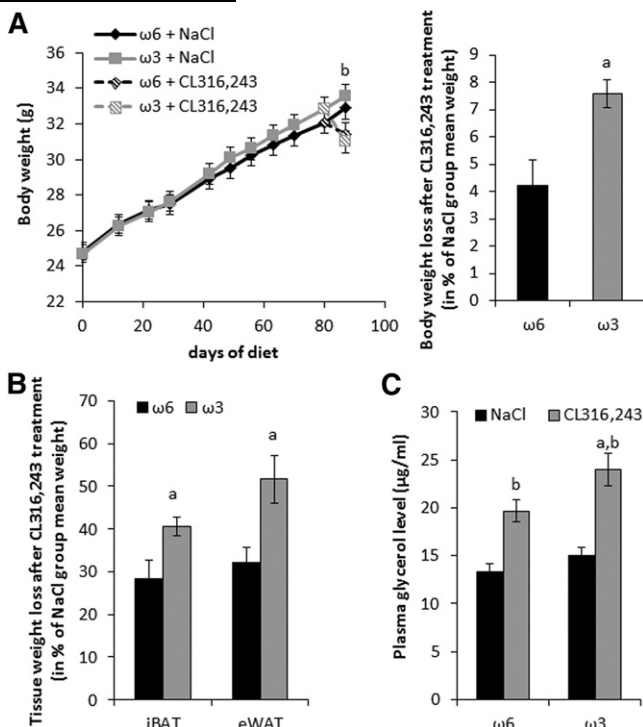 A
ω6 + NaCl
ω3 + NaCl
ω6 + CL316,243
ω3 + CL316,243
b
Body weight (g)
36
34
32
30
28
26
24
22
0
20
40
60
80
100
days of diet
Body weight loss after CL316,243 treatment
(in % of NaCl group mean weight)
9
8
7
6
5
4
3
2
1
0
a
ω6
ω3
B
Tissue weight loss after CL316,243 treatment
(in % of NaCl group mean weight)
ω6 ω3
70
60
50
40
30
20
10
0
a
a
iBAT
eWAT
C
Plasma glycerol level (µg/ml)
NaCl CL316,243
30
25
20
15
10
5
0
b
a,b
ω6
ω3